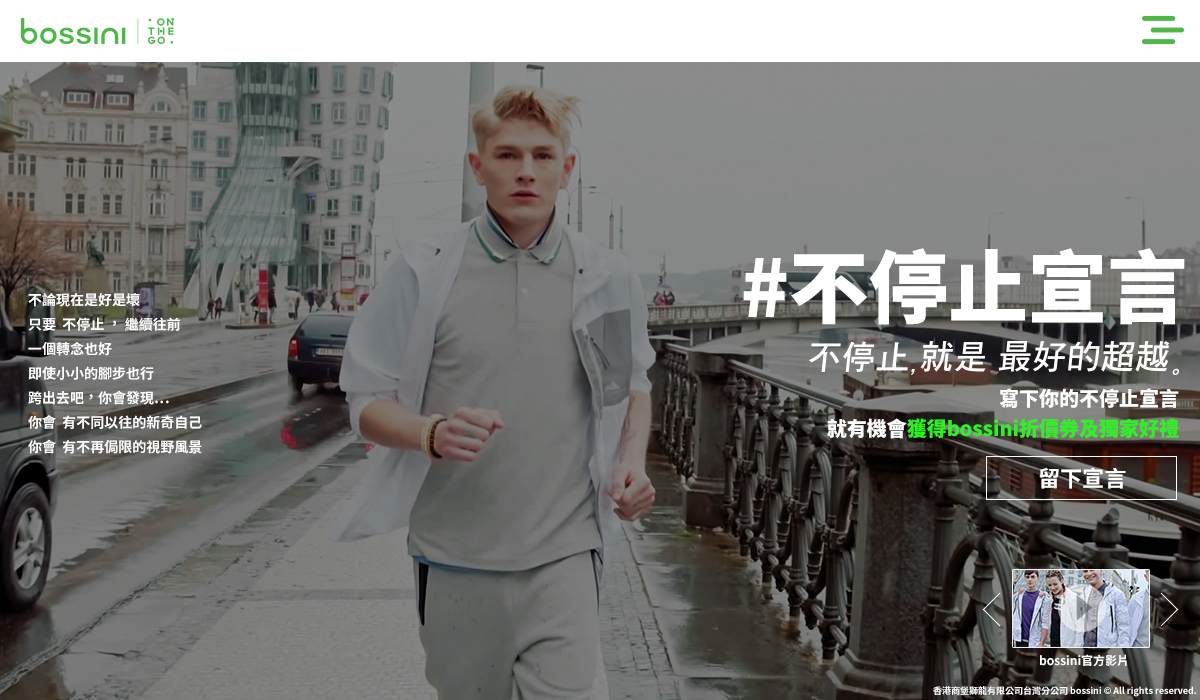 bossini
· ON
THE
GO ·
不論現在是好是壞
只要 不停止 ， 繼續往前
一個轉念也好
即使小小的腳步也行
跨出去吧，你會發現...
你會 有不同以往的新奇自己
你會 有不再侷限的視野風景
#不停止宣言
不停止,就是 最好的超越。
寫下你的不停止宣言
就有機會獲得bossini折價券及獨家好禮
留下宣言
bossini官方影片
香港商堡獅龍有限公司台灣分公司 bossini © All rights reserved.